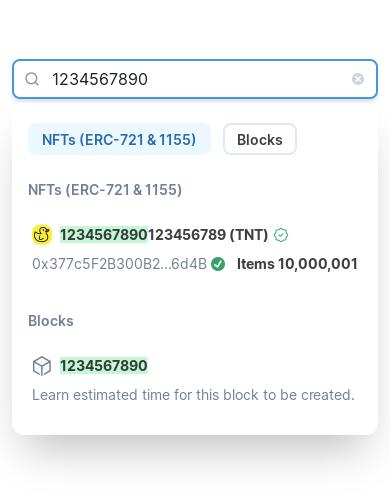 1234567890
NFTs (ERC-721 & 1155)
Blocks
NFTs (ERC-721 & 1155)
1234567890123456789 (TNT)
0x377c5F2B300B2...6d4B Items 10,000,001
Blocks
1234567890
Learn estimated time for this block to be created.